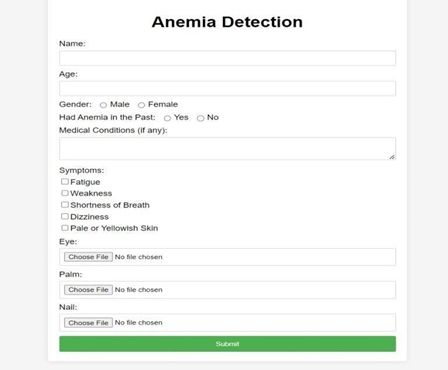 Anemia Detection
Name:
Age:
Gender: Male Female
Had Anemia in the Past: Yes No
Medical Conditions (if any):
Symptoms:
Fatigue
Weakness
Shortness of Breath
Dizziness
Pale or Yellowish Skin
Eye:
Choose File No file chosen
Palm:
Choose File No file chosen
Nail:
Choose File No file chosen
Submit